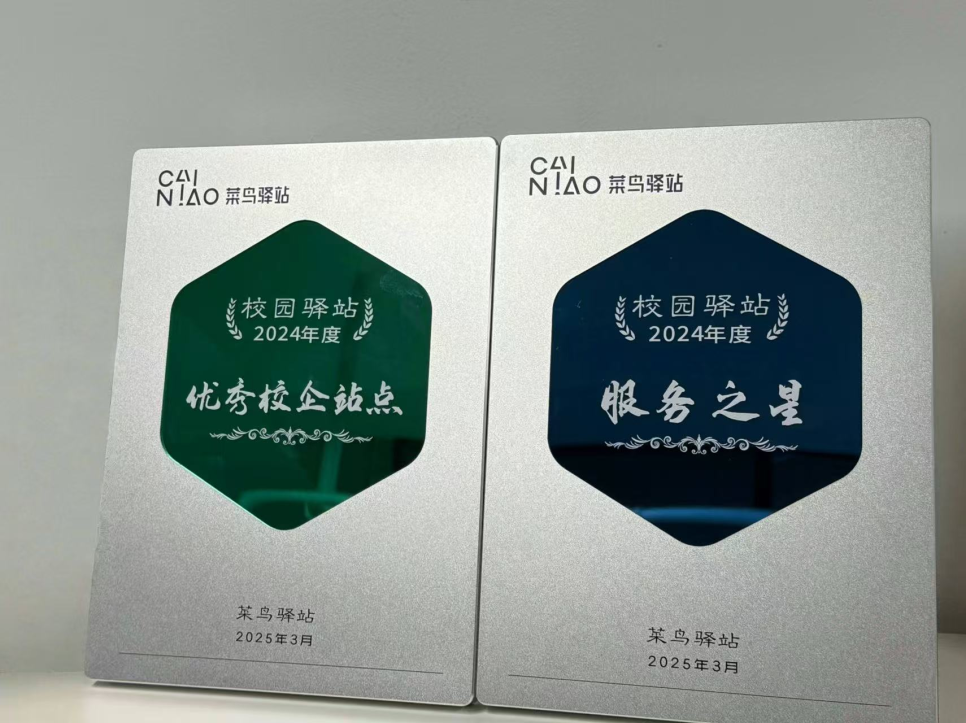 CAI
NIAO 菜鸟驿站
校园驿站
2024年度
优秀校企站点
菜鸟驿站
2025年3月
CAI
NIAO 菜鸟驿站
校园驿站
2024年度
服务之星
菜鸟驿站
2025年3月